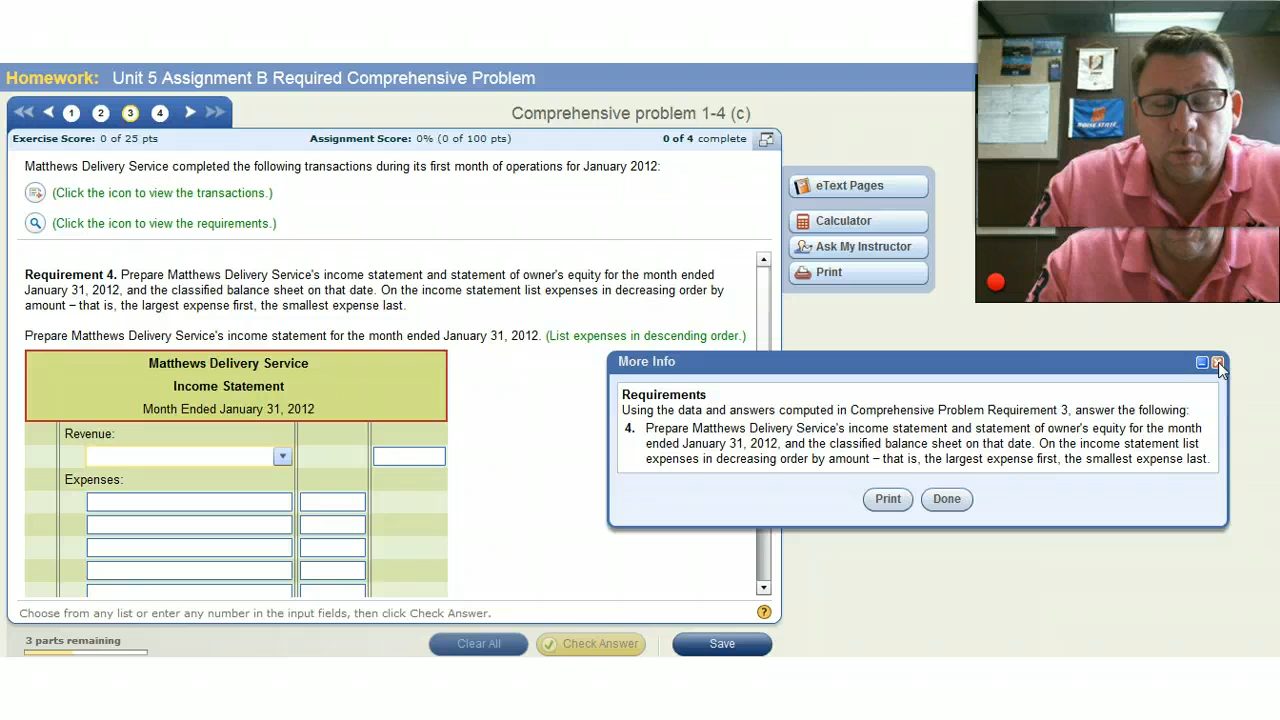 Homework: Unit 5 Assignment B Required Comprehensive Problem
1 2 3 4
Comprehensive problem 1-4 (c)
Exercise Score: 0 of 25 pts Assignment Score: 0% (0 of 100 pts) 0 of 4 complete
Matthews Delivery Service completed the following transactions during its first month of operations for January 2012:
(Click the icon to view the transactions.)
(Click the icon to view the requirements.)
Requirement 4. Prepare Matthews Delivery Service's income statement and statement of owner's equity for the month ended
January 31, 2012, and the classified balance sheet on that date. On the income statement list expenses in decreasing order by
amount – that is, the largest expense first, the smallest expense last.
Prepare Matthews Delivery Service's income statement for the month ended January 31, 2012. (List expenses in descending order.)
Matthews Delivery Service
Income Statement
Month Ended January 31, 2012
Revenue:
Expenses:
Choose from any list or enter any number in the input fields, then click Check Answer.
?
3 parts remaining
Clear All
Check Answer
Save
eText Pages
Calculator
Ask My Instructor
Print
More Info
Requirements
Using the data and answers computed in Comprehensive Problem Requirement 3, answer the following:
4. Prepare Matthews Delivery Service's income statement and statement of owner's equity for the month
ended January 31, 2012, and the classified balance sheet on that date. On the income statement list
expenses in decreasing order by amount – that is, the largest expense first, the smallest expense last.
Print
Done
BOISE STATE